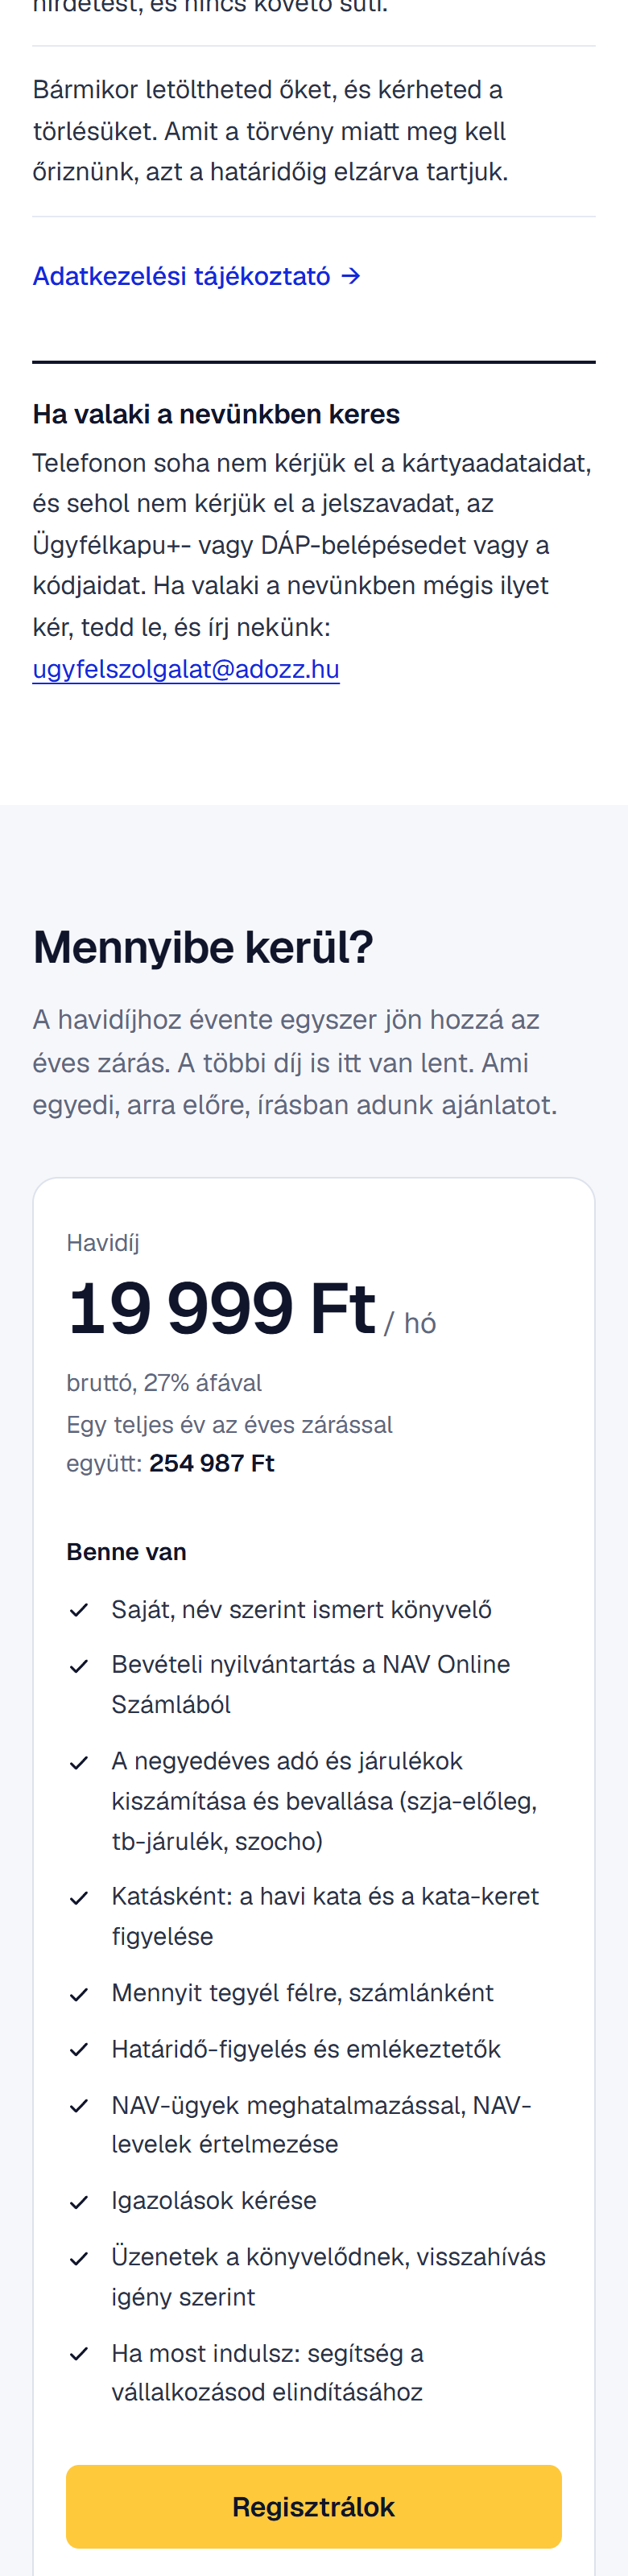 hirdetést, és nincs követő süti.
Bármikor letöltheted őket, és kérheted a
törlésüket. Amit a törvény miatt meg kell
őriznünk, azt a határidőig elzárva tartjuk.
Adatkezelési tájékoztató →
Ha valaki a nevünkben keres
Telefonon soha nem kérjük el a kártyaadataidat,
és sehol nem kérjük el a jelszavadat, az
Ügyfélkapu+- vagy DÁP-belépésedet vagy a
kódjaidat. Ha valaki a nevünkben mégis ilyet
kér, tedd le, és írj nekünk:
ugyfelszolgalat@adozz.hu
Mennyibe kerül?
A havidíjhoz évente egyszer jön hozzá az
éves zárás. A többi díj is itt van lent. Ami
egyedi, arra előre, írásban adunk ajánlatot.
Havidíj
19 999 Ft / hó
bruttó, 27% áfával
Egy teljes év az éves zárással
együtt: 254 987 Ft
Benne van
Saját, név szerint ismert könyvelő
Bevételi nyilvántartás a NAV Online
Számlából
A negyedéves adó és járulékok
kiszámítása és bevallása (szja-előleg,
tb-járulék, szocho)
Katásként: a havi kata és a kata-keret
figyelése
Mennyit tegyél félre, számlánként
Határidő-figyelés és emlékeztetők
NAV-ügyek meghatalmazással, NAV-
levelek értelmezése
Igazolások kérése
Üzenetek a könyvelődnek, visszahívás
igény szerint
Ha most indulsz: segítség a
vállalkozásod elindításához
Regisztrálok